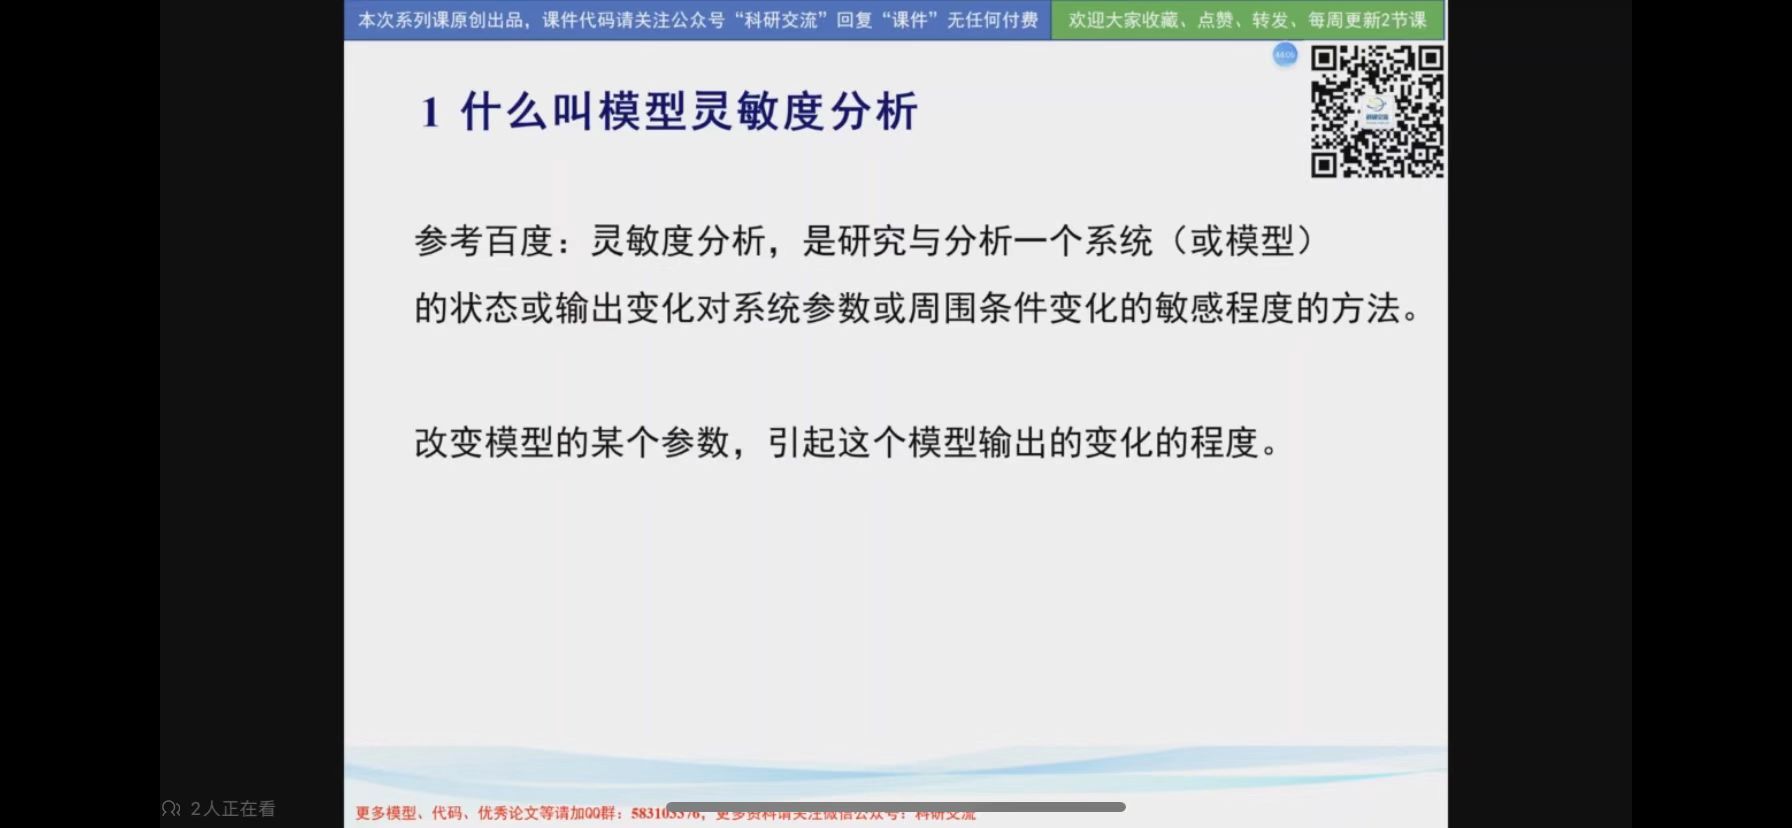 本次系列课原创出品，课件代码请关注公众号“科研交流”回复“课件”无任何付费
欢迎大家收藏、点赞、转发、每周更新2节课
44:05
1 什么叫模型灵敏度分析
参考百度：灵敏度分析，是研究与分析一个系统（或模型）
的状态或输出变化对系统参数或周围条件变化的敏感程度的方法。
改变模型的某个参数，引起这个模型输出的变化的程度。
2人正在看
更多模型、代码、优秀论文等请加QQ群：583105376，更多资料请关注微信公众号：科研交流